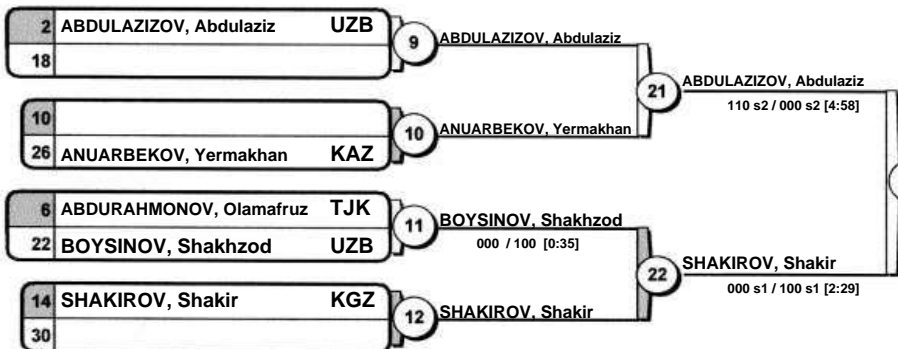 2 ABDULAZIZOV, Abdulaziz UZB
18
9
ABDULAZIZOV, Abdulaziz
10
26 ANUARBEKOV, Yermakhan KAZ
10
ANUARBEKOV, Yermakhan
21
ABDULAZIZOV, Abdulaziz
110 s2 / 000 s2 [4:58]
6 ABDURAHMONOV, Olamafruz TJK
22 BOYSINOV, Shakhzod UZB
11
BOYSINOV, Shakhzod
000 / 100 [0:35]
14 SHAKIROV, Shakir KGZ
30
12
SHAKIROV, Shakir
22
SHAKIROV, Shakir
000 s1 / 100 s1 [2:29]